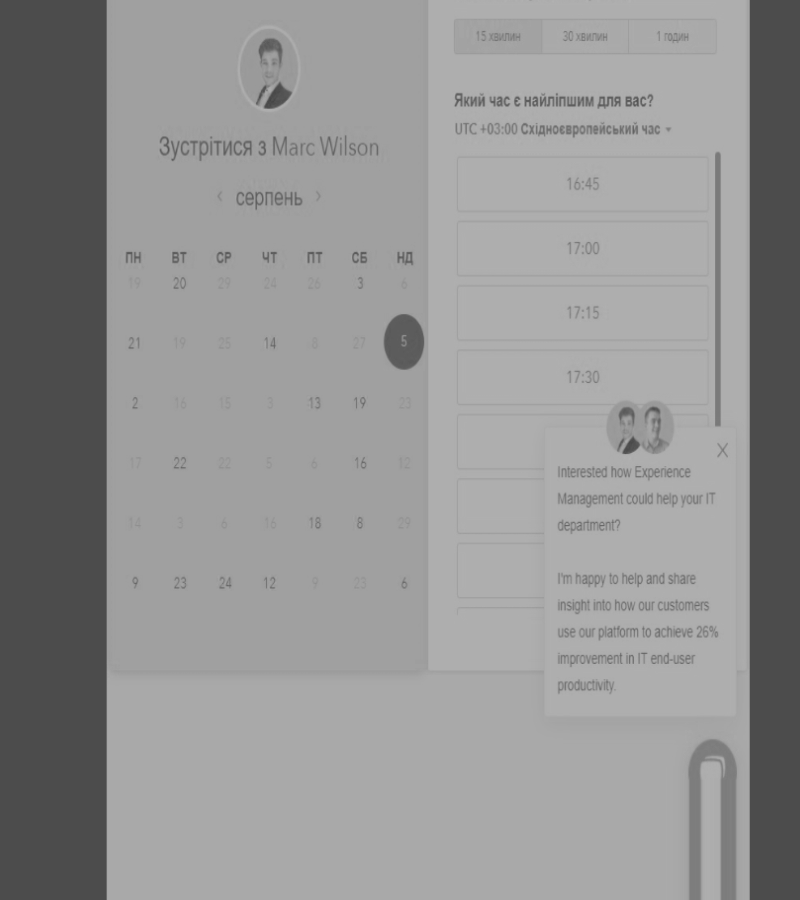 15 хвилин 30 хвилин 1 годин
Зустрітися з Marc Wilson
серпень
ПН ВТ СР ЧТ ПТ СБ НД
19 20 29 24 26 3 6
21 19 25 14 8 27 5
2 16 15 3 13 19 23
17 22 22 5 6 16 12
14 3 6 16 18 8 29
9 23 24 12 9 23 6
Який час є найліпшим для вас?
UTC +03:00 Східноєвропейський час
16:45
17:00
17:15
17:30
X
Interested how Experience
Management could help your IT
department?
I'm happy to help and share
insight into how our customers
use our platform to achieve 26%
improvement in IT end-user
productivity.